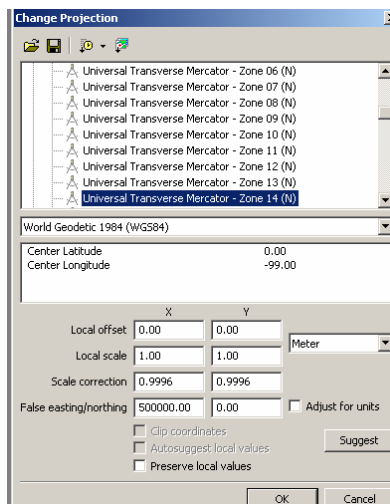 Change Projection
Universal Transverse Mercator - Zone 06 (N)
Universal Transverse Mercator - Zone 07 (N)
Universal Transverse Mercator - Zone 08 (N)
Universal Transverse Mercator - Zone 09 (N)
Universal Transverse Mercator - Zone 10 (N)
Universal Transverse Mercator - Zone 11 (N)
Universal Transverse Mercator - Zone 12 (N)
Universal Transverse Mercator - Zone 13 (N)
Universal Transverse Mercator - Zone 14 (N)
World Geodetic 1984 (WGS84)
Center Latitude 0.00
Center Longitude -99.00
X Y
Local offset 0.00 0.00
Meter
Local scale 1.00 1.00
Scale correction 0.9996 0.9996
False easting/northing 500000.00 0.00 Adjust for units
Clip coordinates
Autosuggest local values
Suggest
Preserve local values
OK Cancel